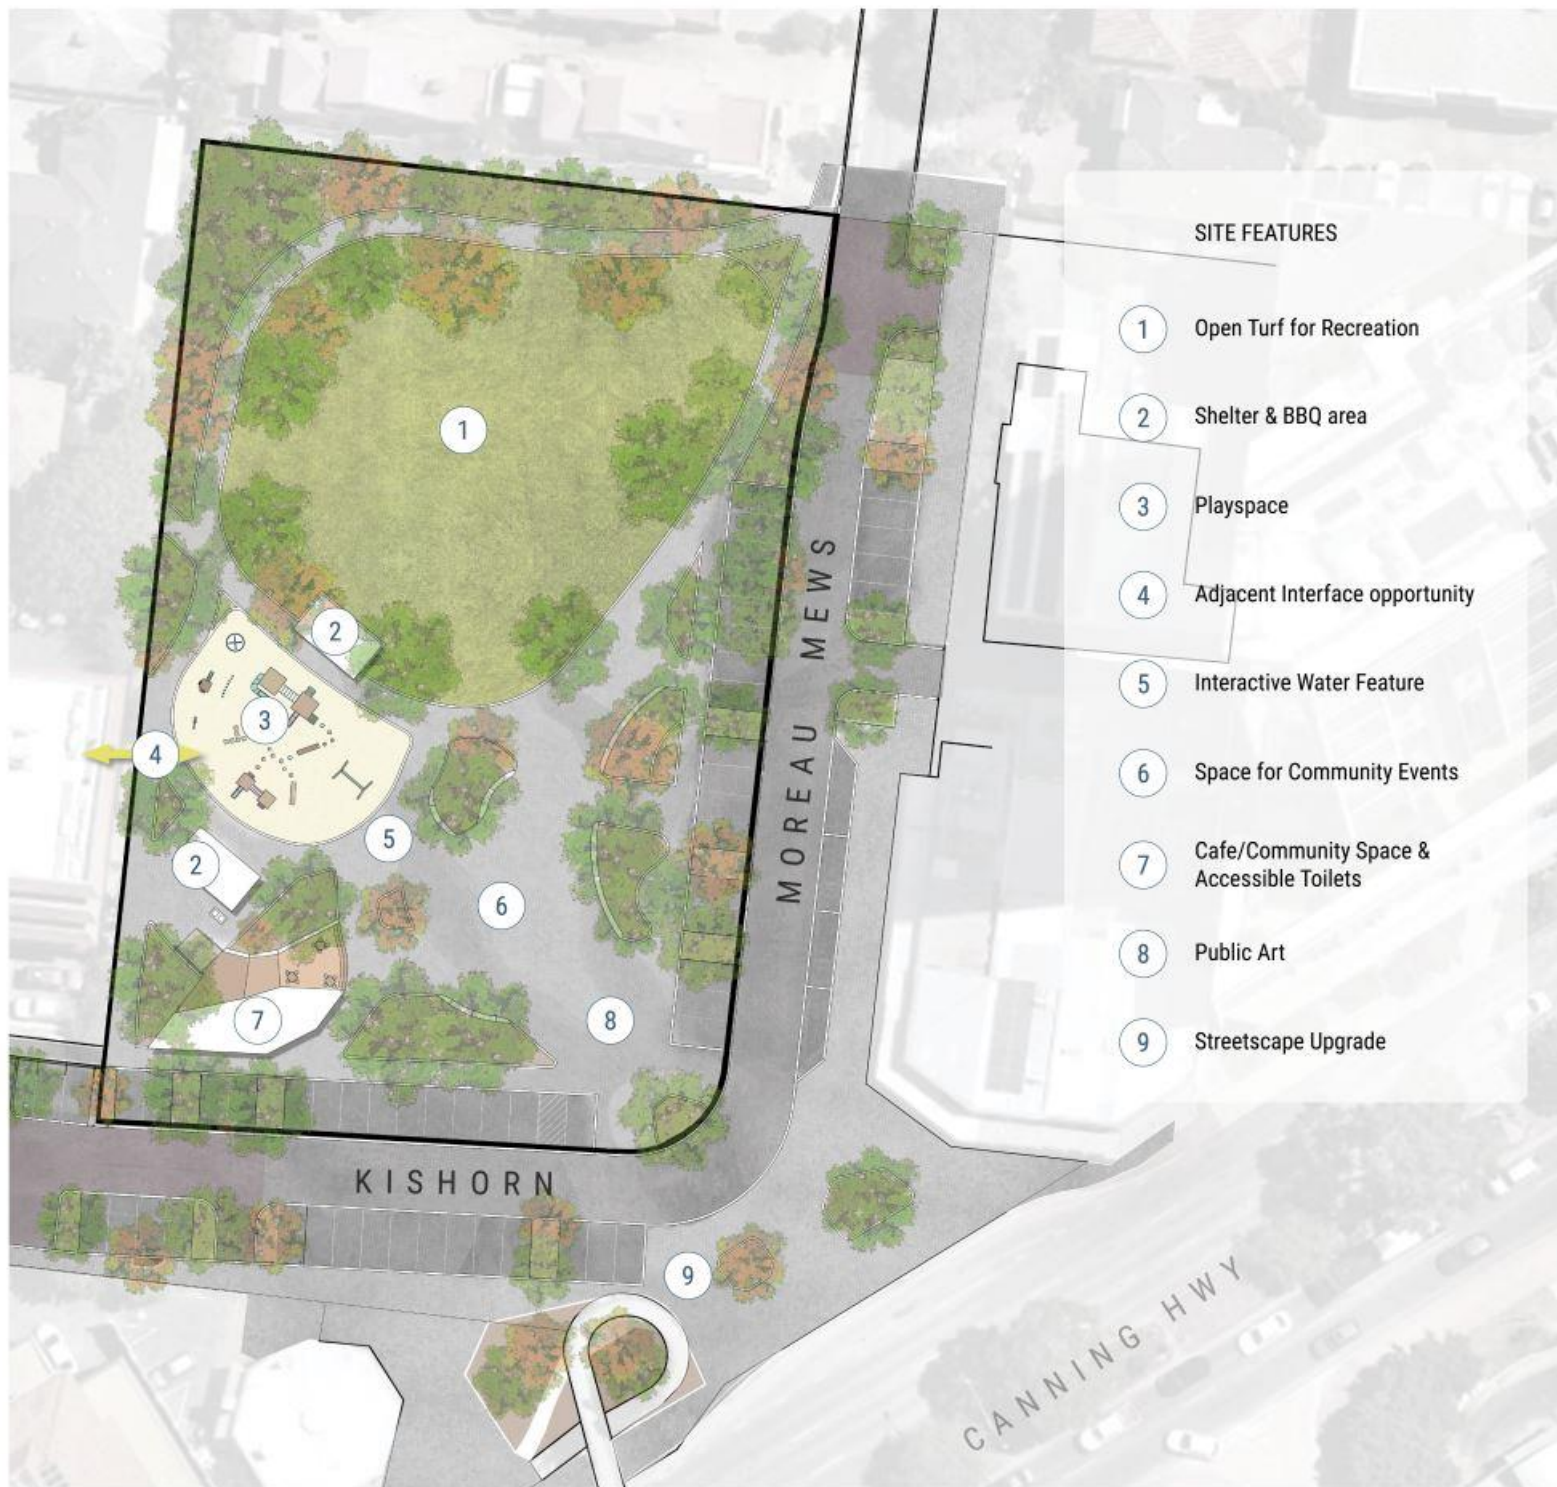 SITE FEATURES
1 Open Turf for Recreation
2 Shelter & BBQ area
3 Playspace
4 Adjacent Interface opportunity
5 Interactive Water Feature
6 Space for Community Events
7 Cafe/Community Space &
Accessible Toilets
8 Public Art
9 Streetscape Upgrade
1
2
3
4
5
2
6
7
8
9
MOREAU MEWS
KISHORN
CANNING HWY